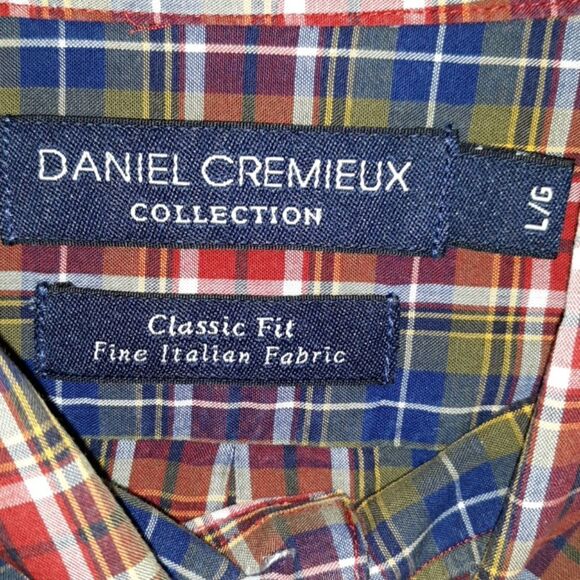 DANIEL CREMIEUX
COLLECTION
L/G
Classic Fit
Fine Italian Fabric